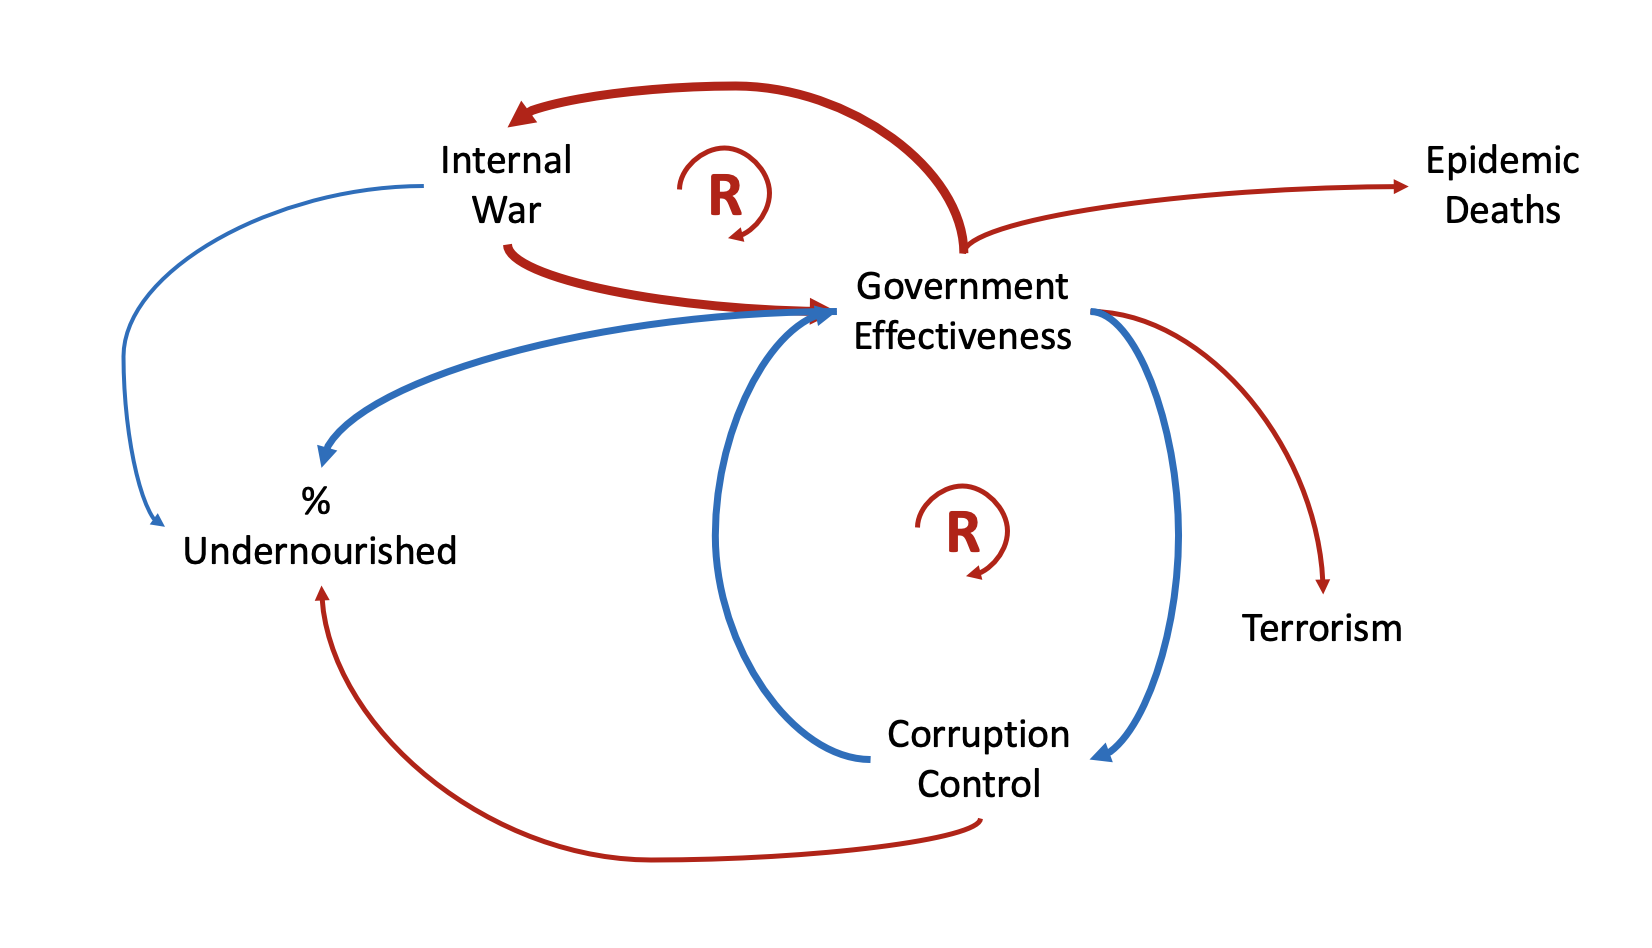 Internal
War
R
Epidemic
Deaths
Government
Effectiveness
%
Undernourished
R
Terrorism
Corruption
Control